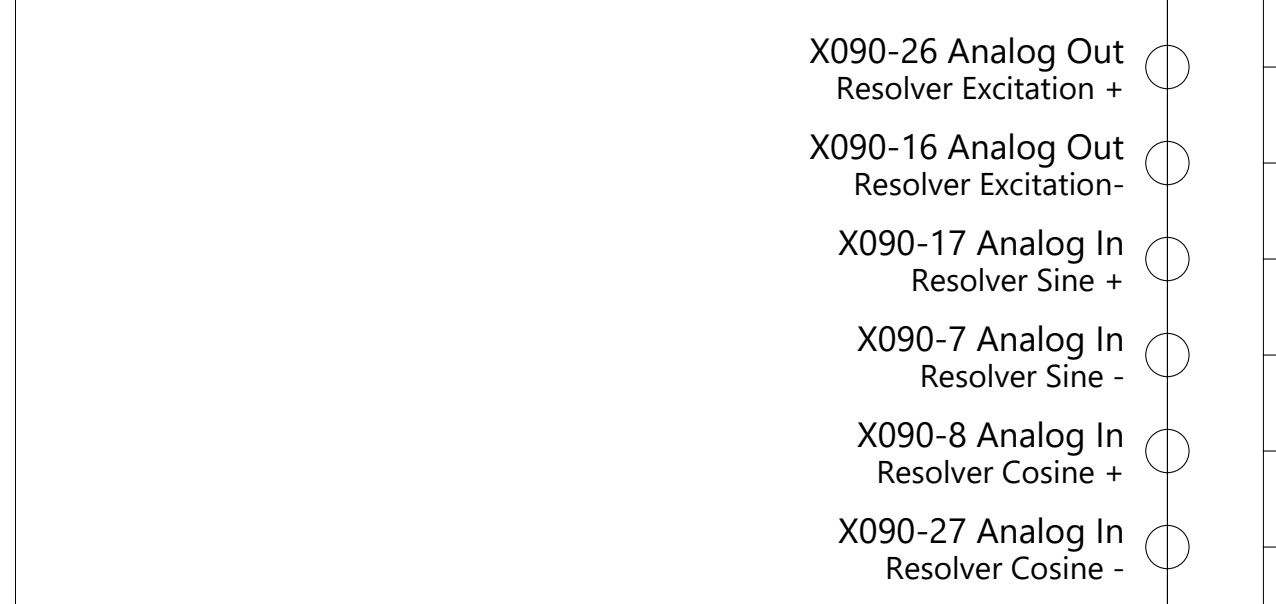 X090-26 Analog Out
Resolver Excitation +
X090-16 Analog Out
Resolver Excitation-
X090-17 Analog In
Resolver Sine +
X090-7 Analog In
Resolver Sine -
X090-8 Analog In
Resolver Cosine +
X090-27 Analog In
Resolver Cosine -